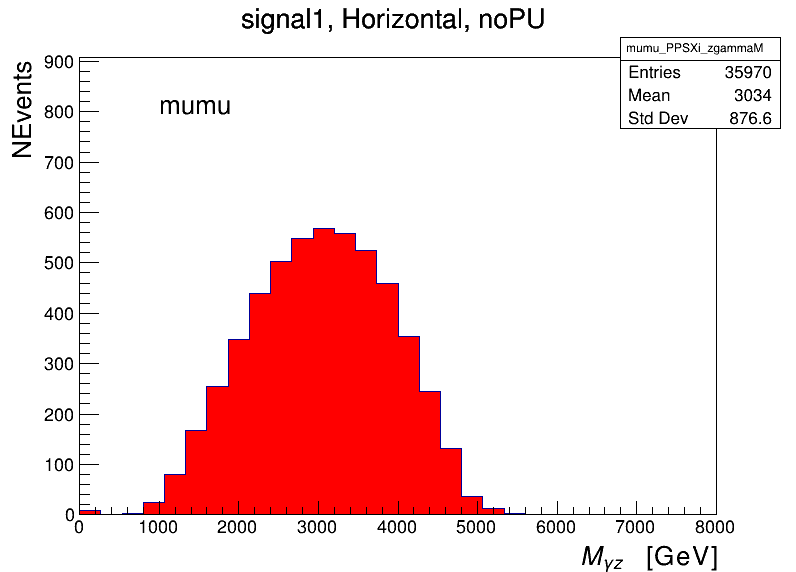 signal1, Horizontal, noPU
mumu_PPSXi_zgammaM
Entries 35970
Mean 3034
Std Dev 876.6
NEvents
mumu
900
800
700
600
500
400
300
200
100
0
0 1000 2000 3000 4000 5000 6000 7000 8000
Mγz [GeV]